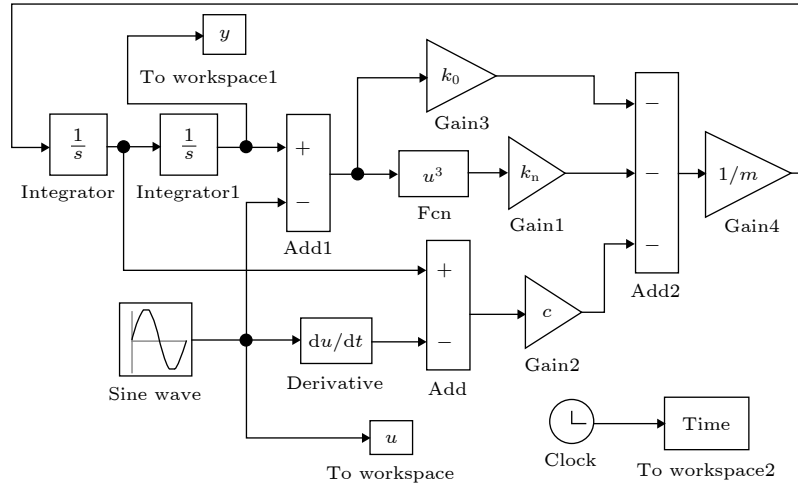 y
To workspace1
k0
Gain3
1/s
Integrator
1/s
Integrator1
+
−
Add1
u³
Fcn
kn
Gain1
−
−
−
Add2
1/m
Gain4
+
−
Add
c
Gain2
Sine wave
du/dt
Derivative
u
To workspace
Clock
Time
To workspace2